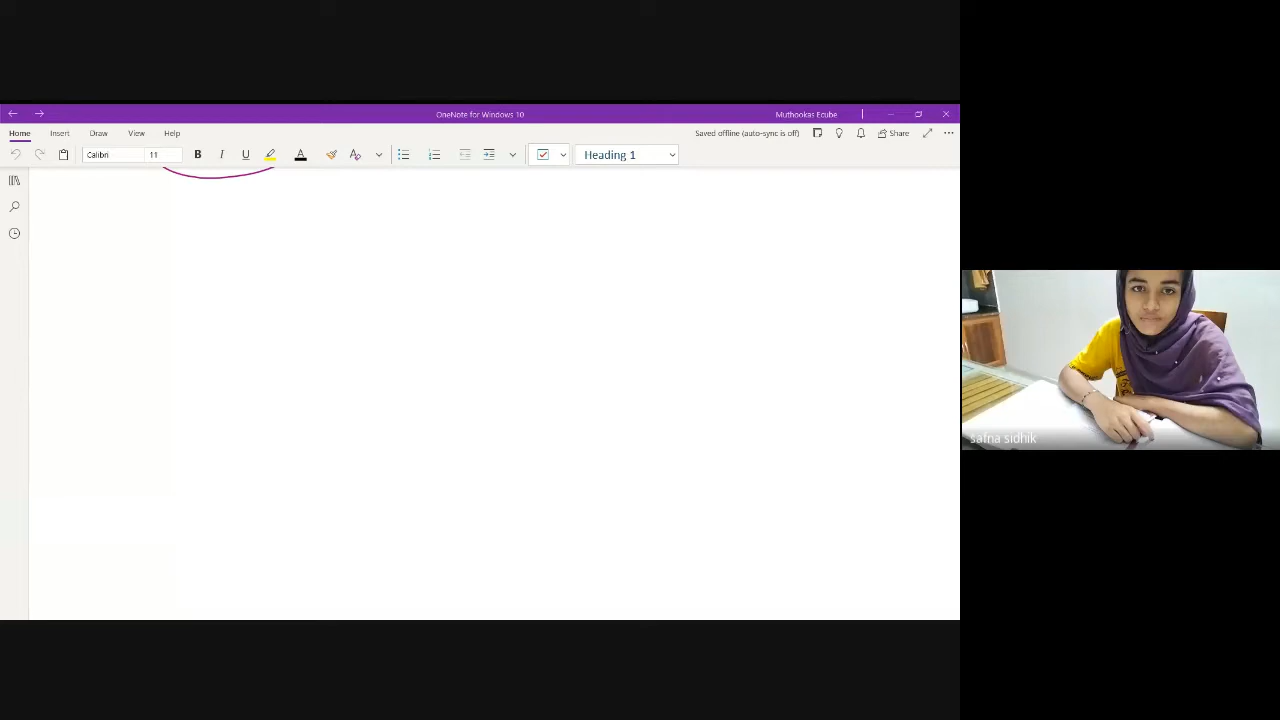 OneNote for Windows 10
Muthookas Ecube
Home Insert Draw View Help
Saved offline (auto-sync is off)
Share
Calibri 11 B I U A Heading 1
safna sidhik